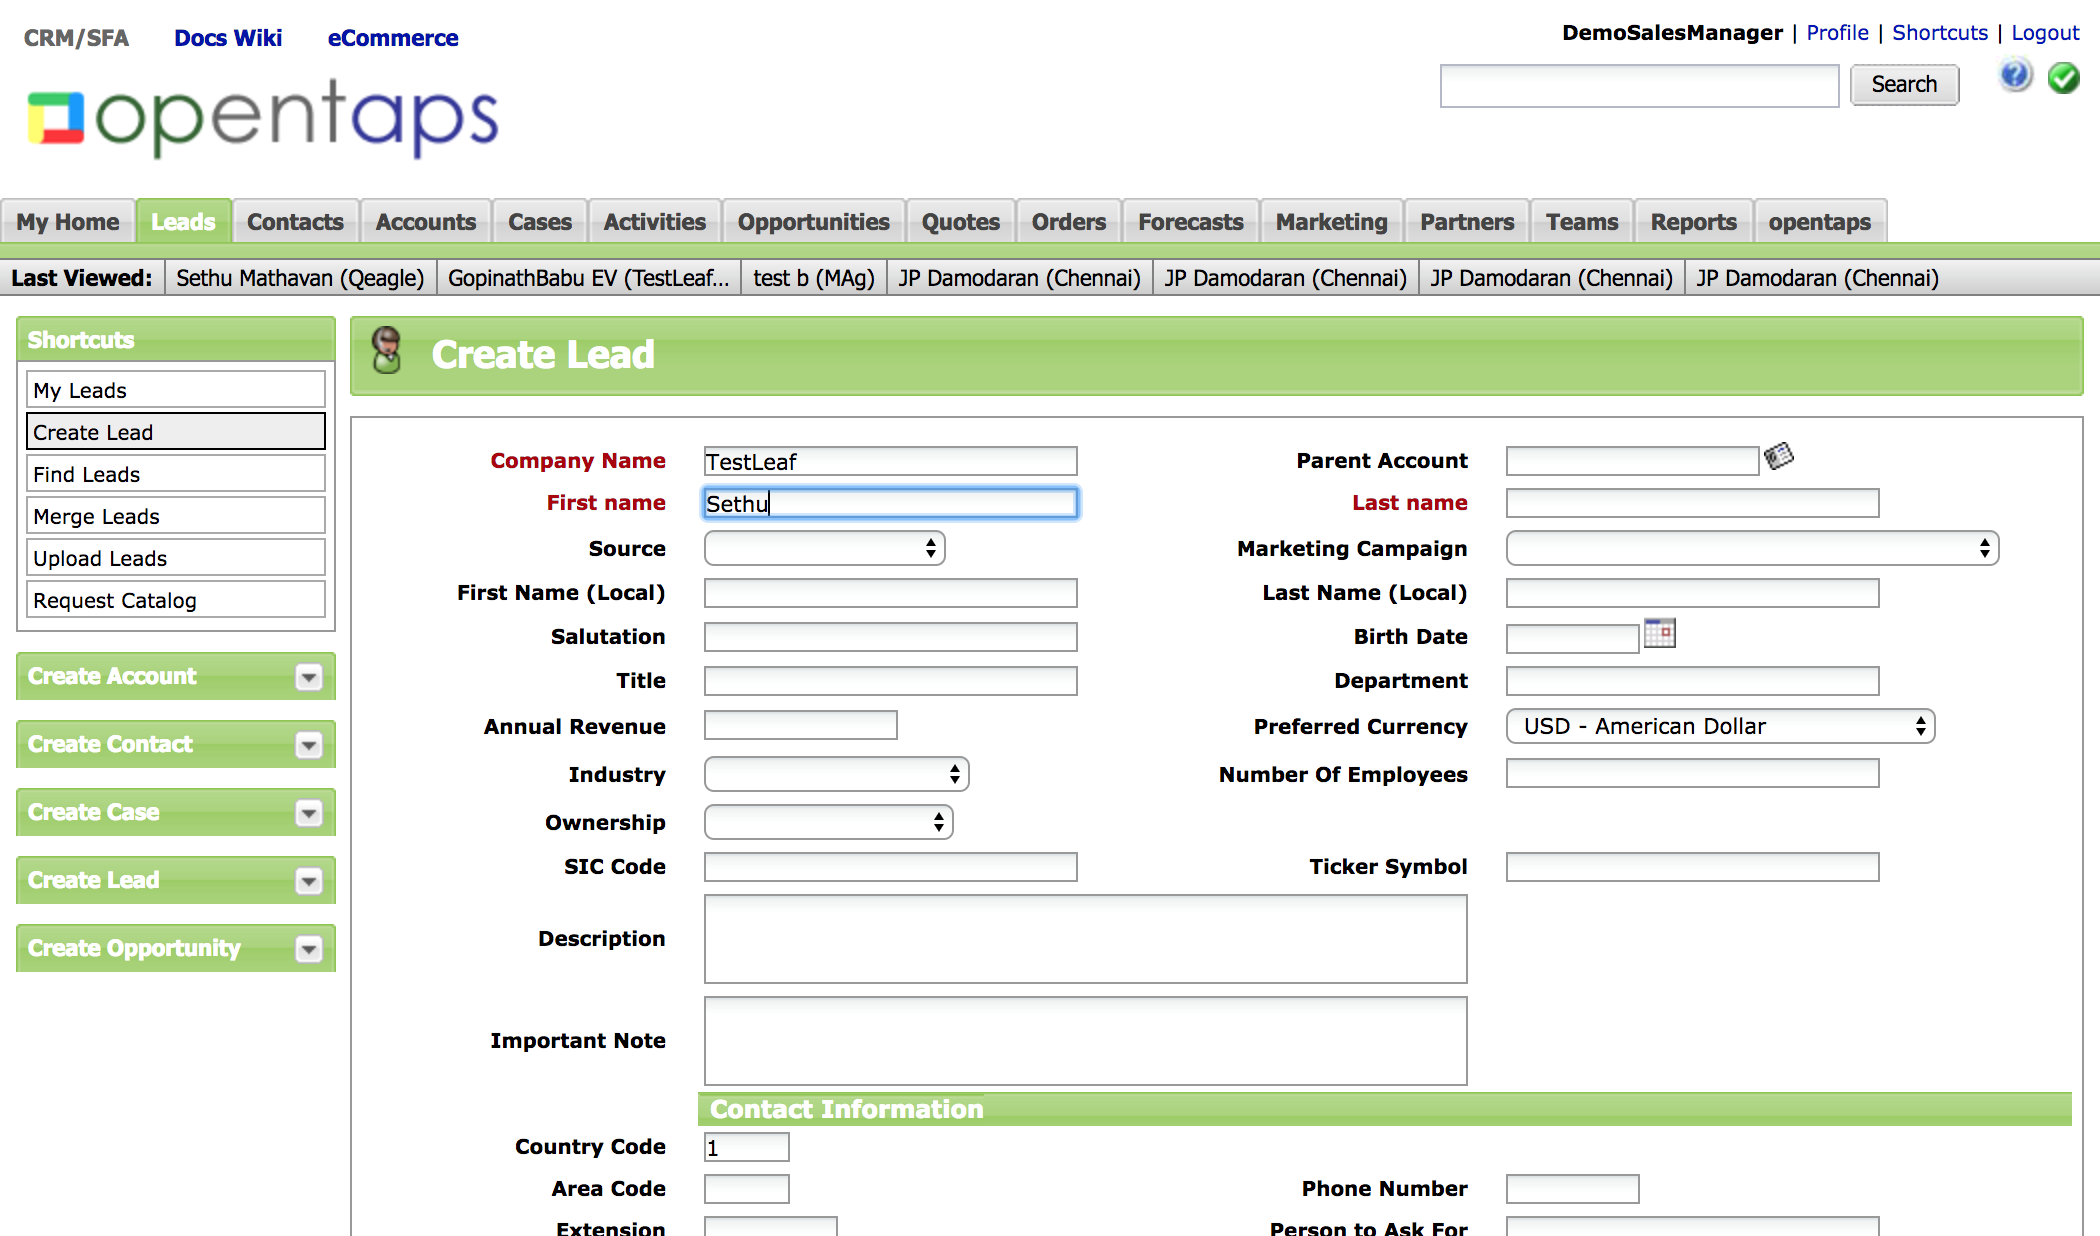 CRM/SFA Docs Wiki eCommerce
DemoSalesManager | Profile | Shortcuts | Logout
Search
opentaps
My Home Leads Contacts Accounts Cases Activities Opportunities Quotes Orders Forecasts Marketing Partners Teams Reports opentaps
Last Viewed: Sethu Mathavan (Qeagle) GopinathBabu EV (TestLeaf... test b (MAg) JP Damodaran (Chennai) JP Damodaran (Chennai) JP Damodaran (Chennai) JP Damodaran (Chennai)
Shortcuts
My Leads
Create Lead
Find Leads
Merge Leads
Upload Leads
Request Catalog
Create Account
Create Contact
Create Case
Create Lead
Create Opportunity
Create Lead
Company Name TestLeaf Parent Account
First name Sethu Last name
Source Marketing Campaign
First Name (Local) Last Name (Local)
Salutation Birth Date
Title Department
Annual Revenue Preferred Currency USD - American Dollar
Industry Number Of Employees
Ownership
SIC Code Ticker Symbol
Description
Important Note
Contact Information
Country Code 1
Area Code Phone Number
Extension Person to Ask For